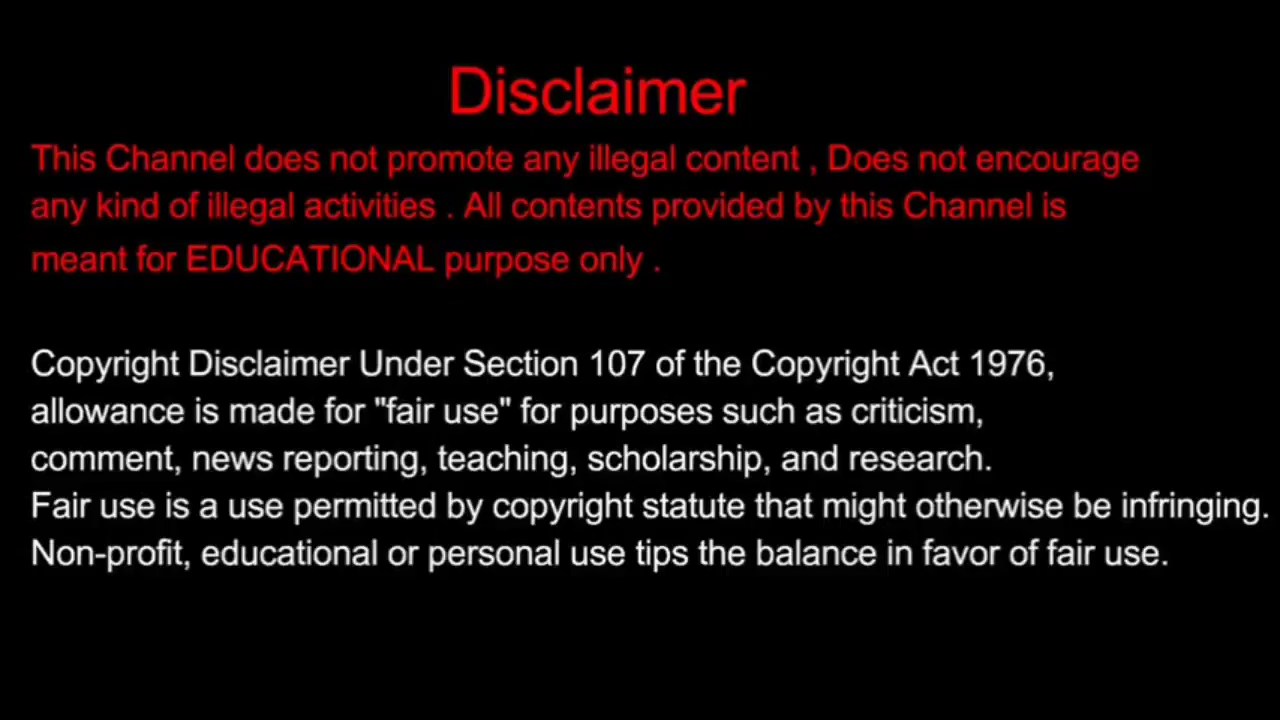 Disclaimer
This Channel does not promote any illegal content , Does not encourage
any kind of illegal activities . All contents provided by this Channel is
meant for EDUCATIONAL purpose only .
Copyright Disclaimer Under Section 107 of the Copyright Act 1976,
allowance is made for "fair use" for purposes such as criticism,
comment, news reporting, teaching, scholarship, and research.
Fair use is a use permitted by copyright statute that might otherwise be infringing.
Non-profit, educational or personal use tips the balance in favor of fair use.